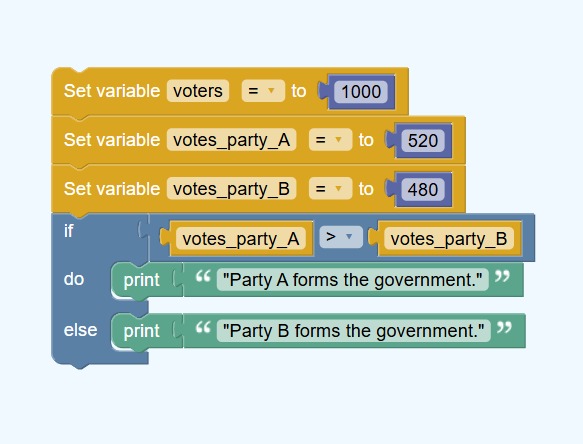 Set variable voters = to 1000
Set variable votes_party_A = to 520
Set variable votes_party_B = to 480
if votes_party_A > votes_party_B
do print “ "Party A forms the government." ”
else print “ "Party B forms the government." ”